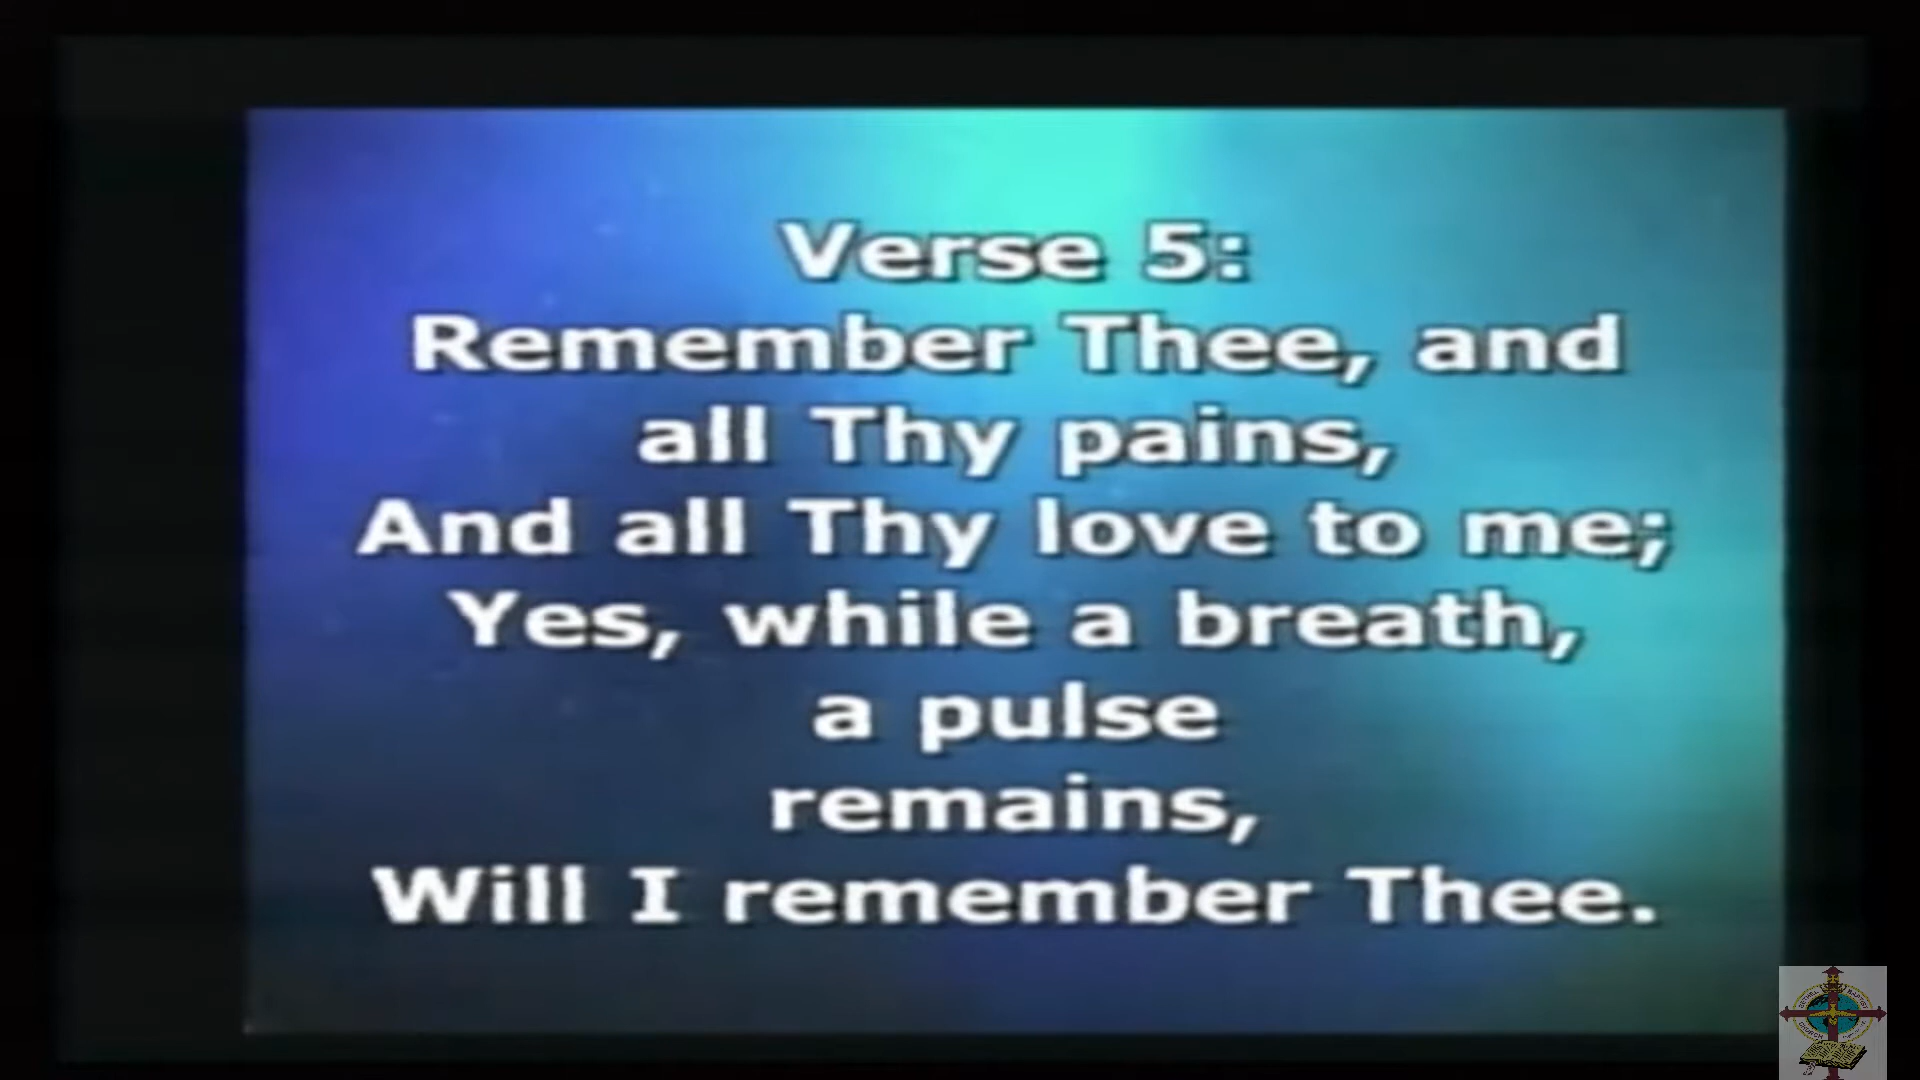 Verse 5:
Remember Thee, and
all Thy pains,
And all Thy love to me;
Yes, while a breath,
a pulse
remains,
Will I remember Thee.